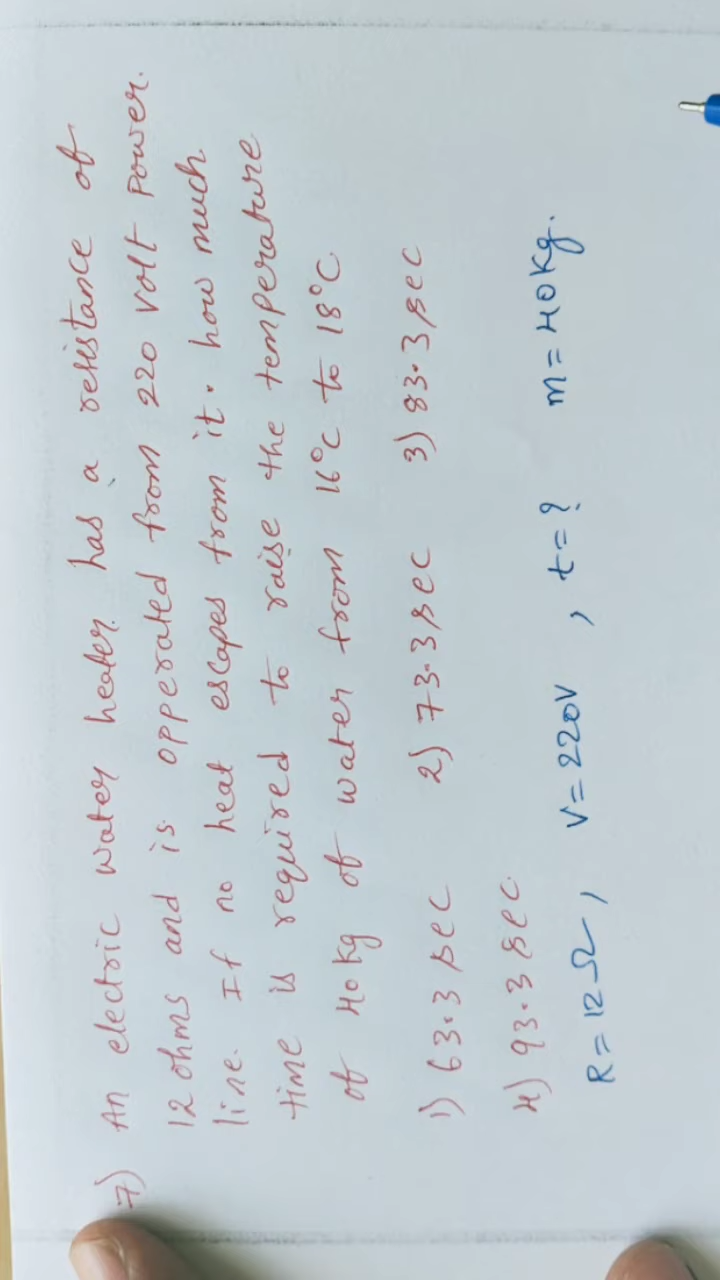 7) An electric water heater has a resistance of
12 ohms and is opperated from 220 volt power.
line. If no heat escapes from it. how much
time is required to raise the temperature
of 40kg of water from 16°C to 18°C
1) 63.3 sec 2) 73.3 sec 3) 83.3 sec
4) 93.3 sec.
R = 12 Ω, V = 220V , t = ? m = 40kg.